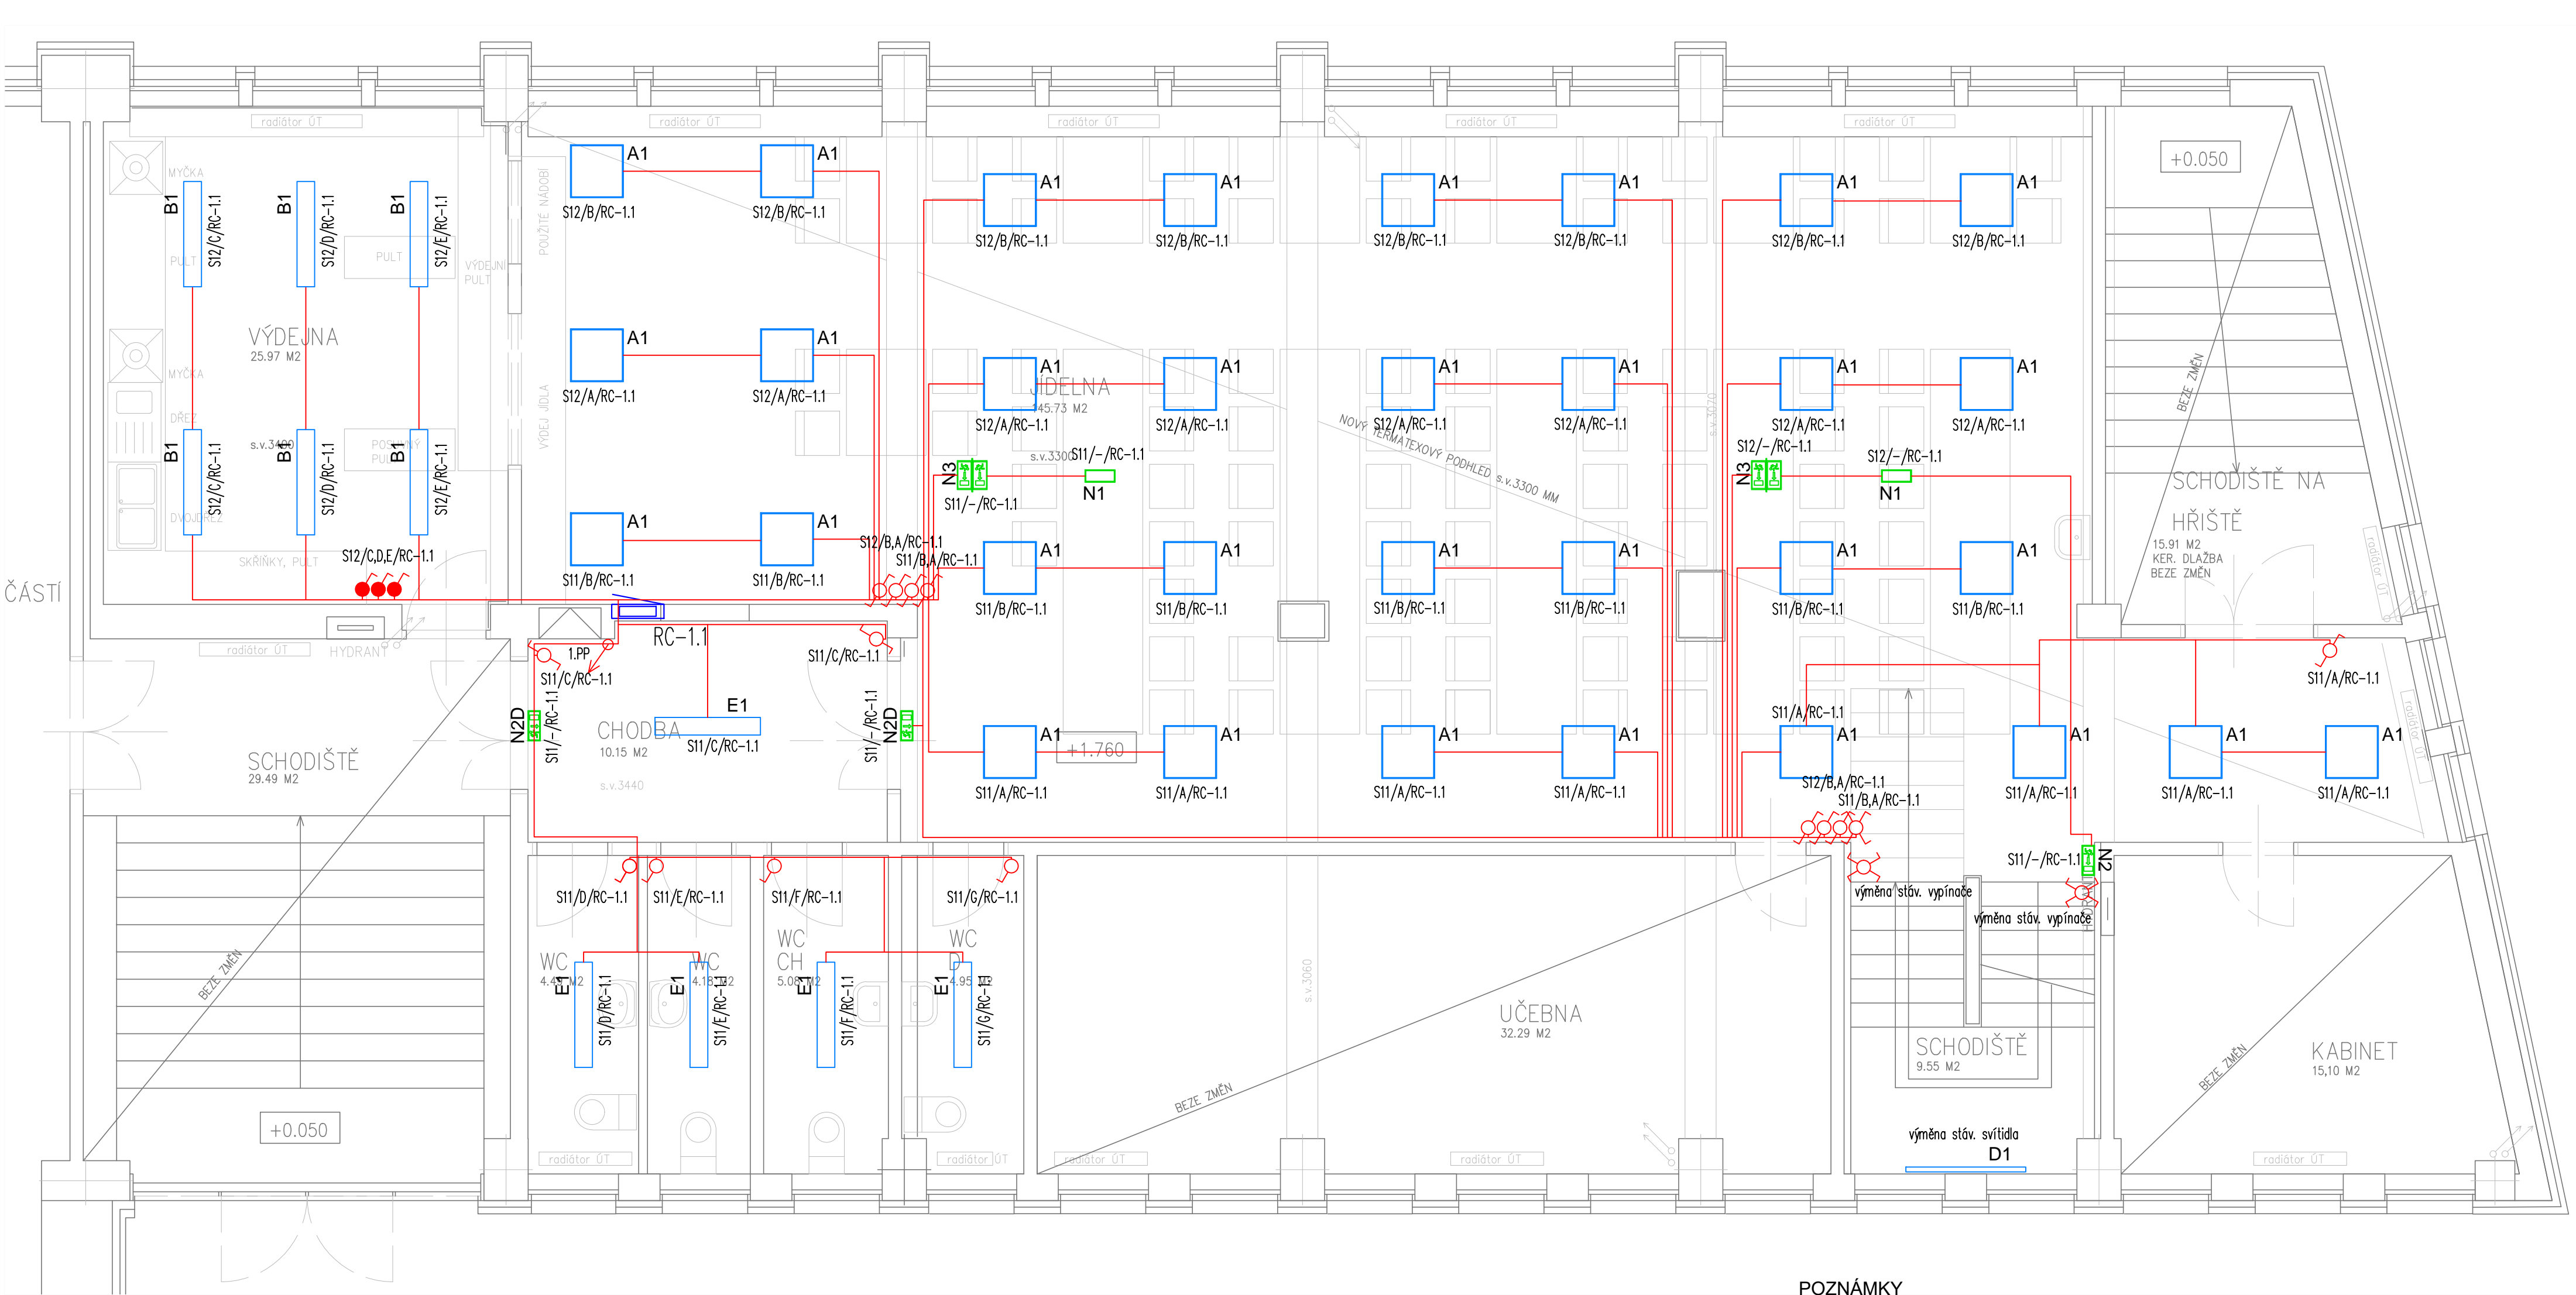 radiátor ÚT
radiátor ÚT
radiátor ÚT
radiátor ÚT
radiátor ÚT
+0.050
A1
A1
S12/B/RC-1.1
S12/B/RC-1.1
A1
A1
A1
A1
A1
A1
S12/B/RC-1.1
S12/B/RC-1.1
S12/B/RC-1.1
S12/B/RC-1.1
S12/B/RC-1.1
S12/B/RC-1.1
MYČKA
B1
S12/C/RC-1.1
B1
S12/D/RC-1.1
B1
S12/E/RC-1.1
PULT
PULT
VÝDEJNÍ
PULT
POUŽITÉ NÁDOBÍ
VÝDEJNA
25.97 M2
MYČKA
A1
A1
S12/A/RC-1.1
S12/A/RC-1.1
A1
A1
A1
A1
A1
A1
JÍDELNA
145.73 M2
S12/A/RC-1.1
S12/A/RC-1.1
S12/A/RC-1.1
S12/A/RC-1.1
S12/A/RC-1.1
S12/A/RC-1.1
VÝDEJ JÍDLA
s.v.3070
BEZE ZMĚN
NOVÝ TERMATEXOVÝ PODHLED s.v.3300 MM
DŘEZ
s.v.3400
POSUVNÝ
PULT
B1
S12/C/RC-1.1
B1
S12/D/RC-1.1
B1
S12/E/RC-1.1
DVOJDŘEZ
s.v.3300
S11/-/RC-1.1
N3
S11/-/RC-1.1
N1
S12/-/RC-1.1
N3
S12/-/RC-1.1
N1
SCHODIŠTĚ NA
HŘIŠTĚ
15.91 M2
KER. DLAŽBA
BEZE ZMĚN
SKŘÍŇKY, PULT
S12/C,D,E/RC-1.1
A1
A1
S11/B/RC-1.1
S11/B/RC-1.1
S12/B,A/RC-1.1
S11/B,A/RC-1.1
A1
A1
A1
A1
A1
A1
S11/B/RC-1.1
S11/B/RC-1.1
S11/B/RC-1.1
S11/B/RC-1.1
S11/B/RC-1.1
S11/B/RC-1.1
radiátor ÚT
ČÁSTÍ
RC-1.1
radiátor ÚT
HYDRANT
1.PP
S11/C/RC-1.1
S11/C/RC-1.1
S11/A/RC-1.1
radiátor ÚT
N2D
S11/-/RC-1.1
CHODBA
10.15 M2
s.v.3440
E1
S11/C/RC-1.1
N2D
S11/-/RC-1.1
SCHODIŠTĚ
29.49 M2
A1
A1
+1.760
A1
A1
S11/A/RC-1.1
A1
A1
A1
A1
S11/A/RC-1.1
S11/A/RC-1.1
S11/A/RC-1.1
S11/A/RC-1.1
S12/B,A/RC-1.1
S11/B,A/RC-1.1
S11/A/RC-1.1
S11/A/RC-1.1
S11/A/RC-1.1
S11/-/RC-1.1
N2
výměna stáv. vypínače
výměna stáv. vypínače
S11/D/RC-1.1
S11/E/RC-1.1
S11/F/RC-1.1
S11/G/RC-1.1
BEZE ZMĚN
WC
E1
S11/D/RC-1.1
WC
4.18 M2
E1
S11/E/RC-1.1
WC
CH
5.08 M2
E1
S11/F/RC-1.1
WC
D
4.95 M2
E1
S11/G/RC-1.1
s.v.3060
UČEBNA
32.29 M2
BEZE ZMĚN
SCHODIŠTĚ
9.55 M2
BEZE ZMĚN
KABINET
15,10 M2
+0.050
výměna stáv. svítidla
D1
radiátor ÚT
radiátor ÚT
radiátor ÚT
radiátor ÚT
radiátor ÚT
POZNÁMKY